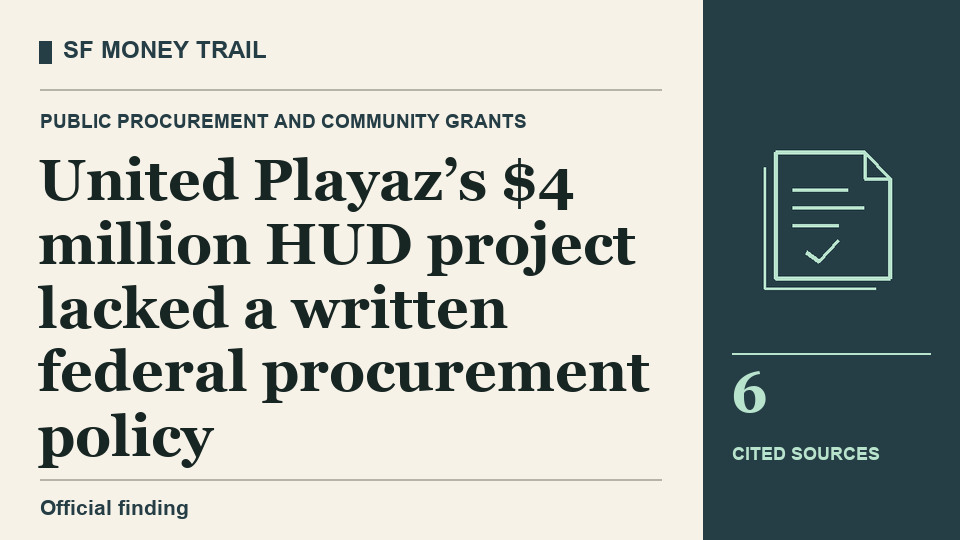 SF MONEY TRAIL
PUBLIC PROCUREMENT AND COMMUNITY GRANTS
United Playaz’s $4
million HUD project
lacked a written
federal procurement
policy
Official finding
6
CITED SOURCES